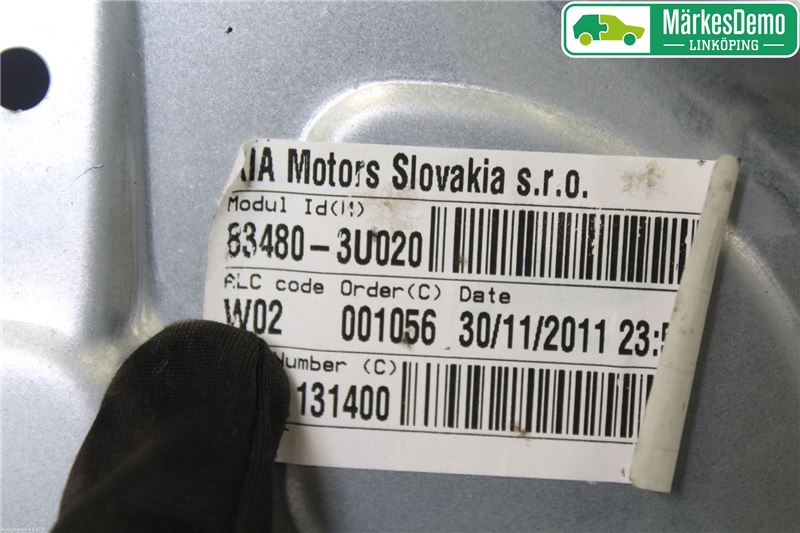 MärkesDemo
LINKÖPING
KIA Motors Slovakia s.r.o.
Modul Id(M)
83480-3U020
ALC code Order(C) Date
W02 001056 30/11/2011 23:5
Number (C)
131400